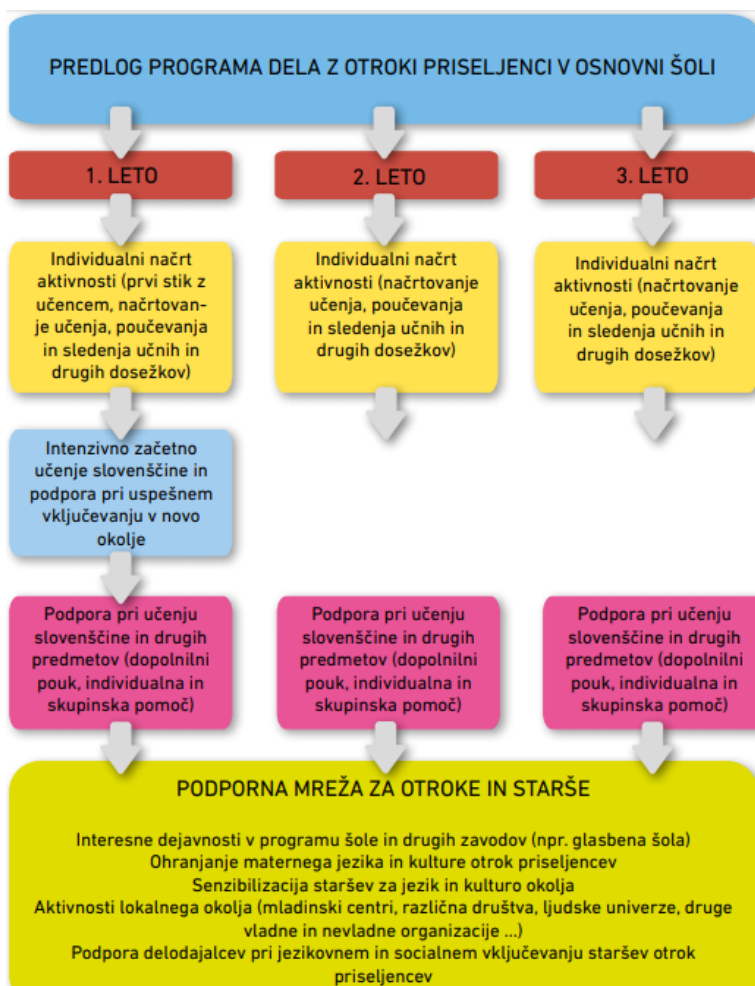 PREDLOG PROGRAMA DELA Z OTROKI PRISELJENCI V OSNOVNI ŠOLI
1. LETO
2. LETO
3. LETO
Individualni načrt
aktivnosti (prvi stik z
učencem, načrtovan-
je učenja, poučevanja
in sledenja učnih in
drugih dosežkov)
Individualni načrt
aktivnosti (načrtovanje
učenja, poučevanja
in sledenja učnih in
drugih dosežkov)
Individualni načrt
aktivnosti (načrtovanje
učenja, poučevanja
in sledenja učnih in
drugih dosežkov)
Intenzivno začetno
učenje slovenščine in
podpora pri uspešnem
vključevanju v novo
okolje
Podpora pri učenju
slovenščine in drugih
predmetov (dopolnilni
pouk, individualna in
skupinska pomoč)
Podpora pri učenju
slovenščine in drugih
predmetov (dopolnilni
pouk, individualna in
skupinska pomoč)
Podpora pri učenju
slovenščine in drugih
predmetov (dopolnilni
pouk, individualna in
skupinska pomoč)
PODPORNA MREŽA ZA OTROKE IN STARŠE
Interesne dejavnosti v programu šole in drugih zavodov (npr. glasbena šola)
Ohranjanje maternega jezika in kulture otrok priseljencev
Senzibilizacija staršev za jezik in kulturo okolja
Aktivnosti lokalnega okolja (mladinski centri, različna društva, ljudske univerze, druge
vladne in nevladne organizacije ...)
Podpora delodajalcev pri jezikovnem in socialnem vključevanju staršev otrok
priseljencev